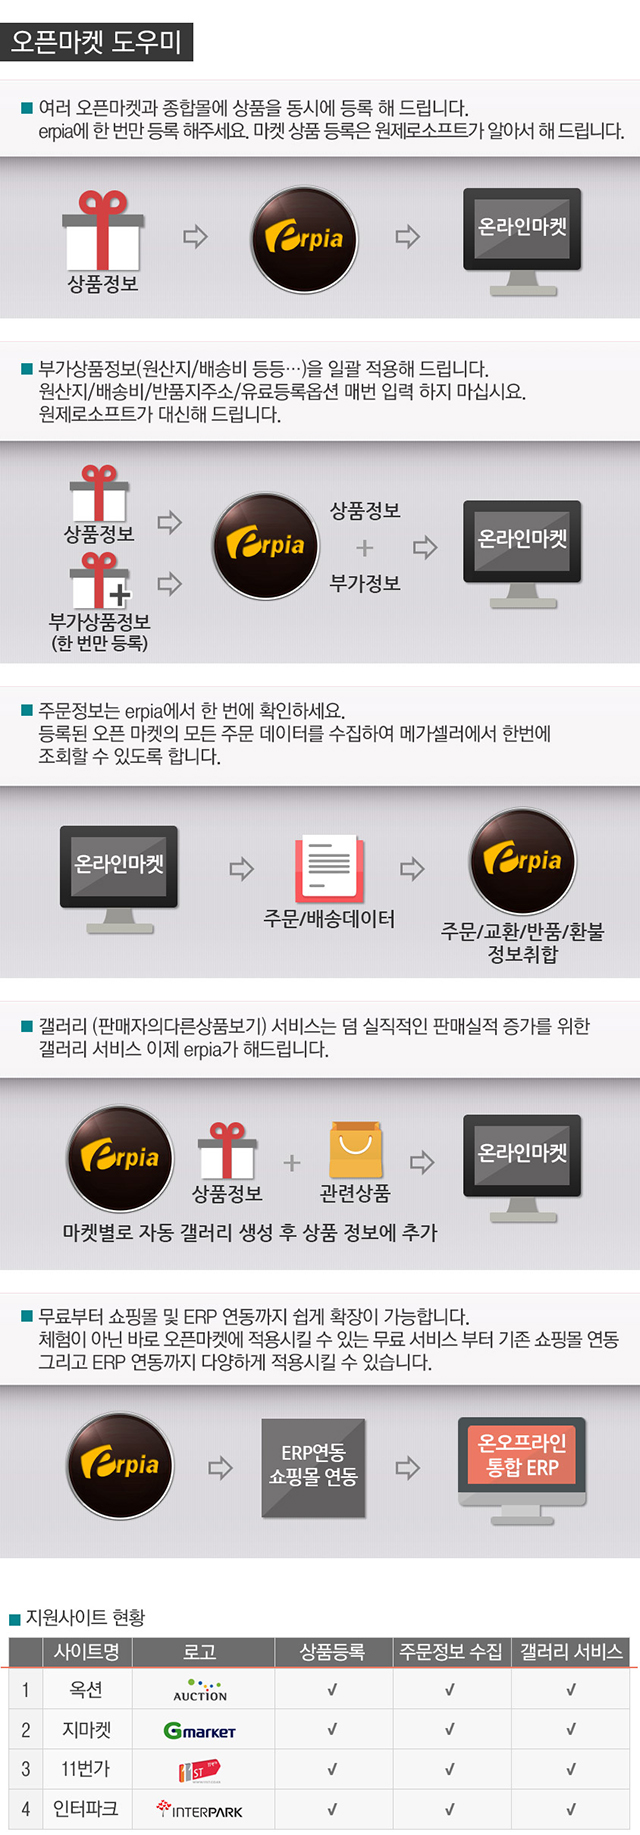 오픈마켓 도우미
여러 오픈마켓과 종합몰에 상품을 동시에 등록 해 드립니다.
erpia에 한 번만 등록 해주세요. 마켓 상품 등록은 원제로소프트가 알아서 해 드립니다.
erpia
온라인마켓
상품정보
부가상품정보(원산지/배송비 등등…)을 일괄 적용해 드립니다.
원산지/배송비/반품지주소/유료등록옵션 매번 입력 하지 마십시요.
원제로소프트가 대신해 드립니다.
상품정보
부가상품정보
(한 번만 등록)
erpia
상품정보
+
부가정보
온라인마켓
주문정보는 erpia에서 한 번에 확인하세요.
등록된 오픈 마켓의 모든 주문 데이터를 수집하여 메가셀러에서 한번에
조회할 수 있도록 합니다.
온라인마켓
주문/배송데이터
erpia
주문/교환/반품/환불
정보취합
갤러리 (판매자의다른상품보기) 서비스는 덤 실직적인 판매실적 증가를 위한
갤러리 서비스 이제 erpia가 해드립니다.
erpia
상품정보
+
관련상품
온라인마켓
마켓별로 자동 갤러리 생성 후 상품 정보에 추가
무료부터 쇼핑몰 및 ERP 연동까지 쉽게 확장이 가능합니다.
체험이 아닌 바로 오픈마켓에 적용시킬 수 있는 무료 서비스 부터 기존 쇼핑몰 연동
그리고 ERP 연동까지 다양하게 적용시킬 수 있습니다.
erpia
ERP연동
쇼핑몰 연동
온오프라인
통합 ERP
지원사이트 현황
사이트명 로고 상품등록 주문정보 수집 갤러리 서비스
1 옥션 AUCTION √ √ √
2 지마켓 Gmarket √ √ √
3 11번가 11ST √ √ √
4 인터파크 INTERPARK √ √ √